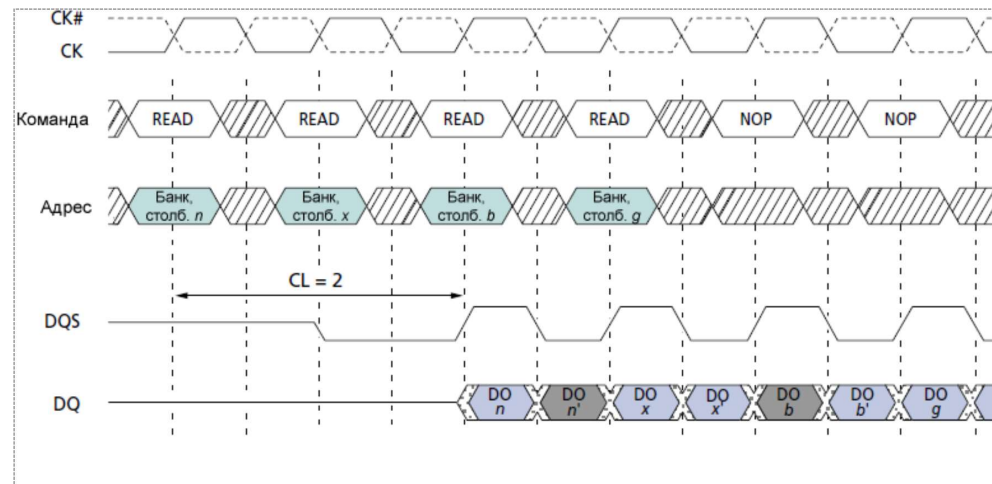 CK#
CK
Команда
READ
READ
READ
READ
NOP
NOP
Адрес
Банк,
столб. n
Банк,
столб. x
Банк,
столб. b
Банк,
столб. g
CL = 2
DQS
DQ
DO
n
DO
n'
DO
x
DO
x'
DO
b
DO
b'
DO
g